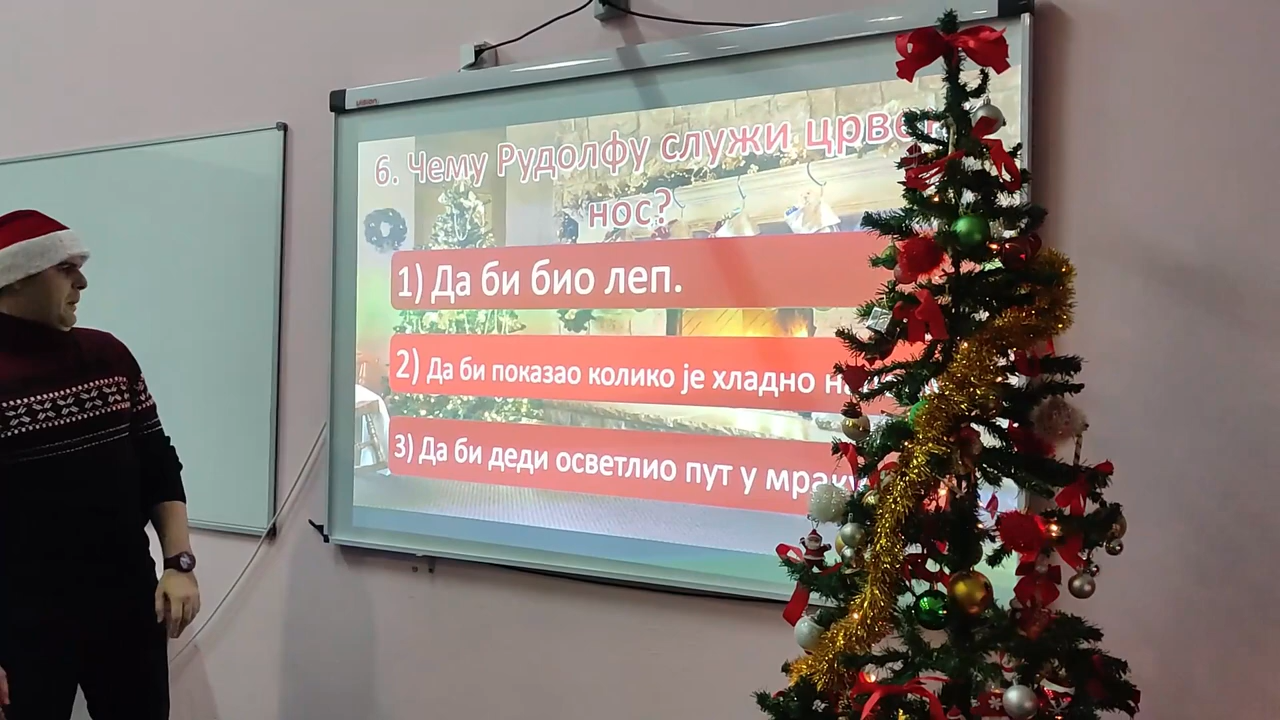 6. Чему Рудолфу служи црвен
нос?
1) Да би био леп.
2) Да би показао колико је хладно
3) Да би деди осветлио пут у мраку